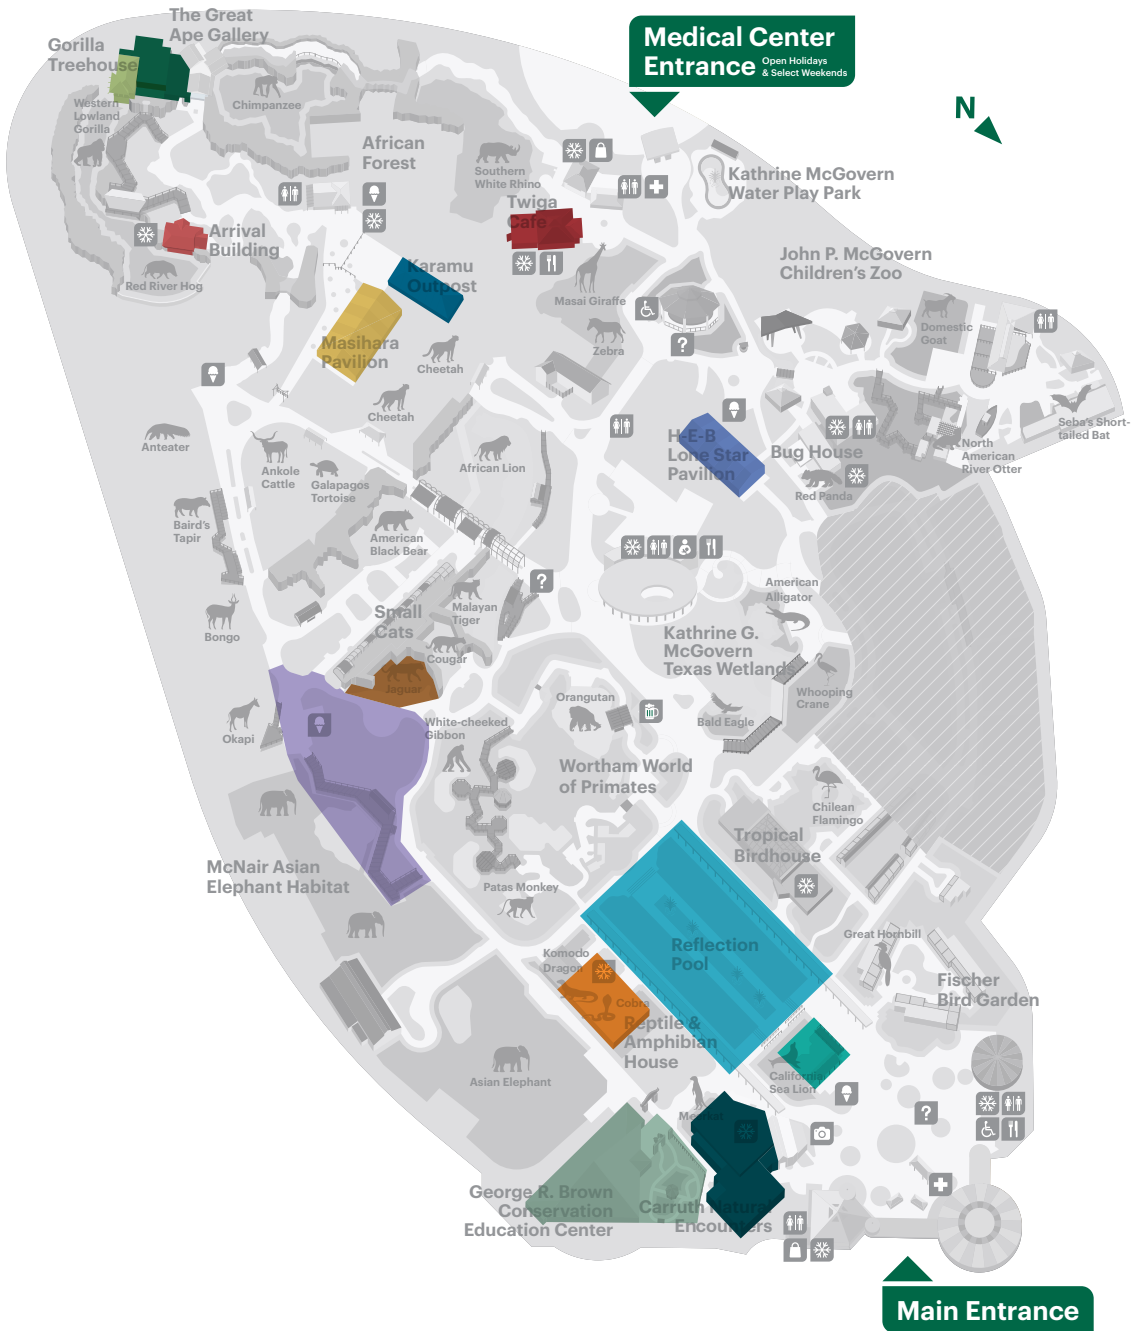 The Great
Ape Gallery
Gorilla
Treehouse
Medical Center
Entrance
Open Holidays
& Select Weekends
N
Western
Lowland
Gorilla
Chimpanzee
African
Forest
Southern
White Rhino
Kathrine McGovern
Water Play Park
Twiga
Cafe
Arrival
Building
Red River Hog
Karamu
Outpost
Masai Giraffe
John P. McGovern
Children's Zoo
Domestic
Goat
Zebra
Masihara
Pavilion
Cheetah
Cheetah
Anteater
Ankole
Cattle
Galapagos
Tortoise
African Lion
H-E-B
Lone Star
Pavilion
Bug House
Red Panda
North
American
River Otter
Seba's Short-
tailed Bat
Baird's
Tapir
American
Black Bear
Bongo
Small
Cats
Malayan
Tiger
Cougar
Jaguar
American
Alligator
Kathrine G.
McGovern
Texas Wetlands
Whooping
Crane
Bald Eagle
Okapi
White-cheeked
Gibbon
Orangutan
Wortham World
of Primates
Chilean
Flamingo
Tropical
Birdhouse
McNair Asian
Elephant Habitat
Patas Monkey
Great Hornbill
Komodo
Dragon
Cobra
Reflection
Pool
Reptile &
Amphibian
House
Fischer
Bird Garden
California
Sea Lion
Asian Elephant
Meerkat
George R. Brown
Conservation
Education Center
Carruth Natural
Encounters
Main Entrance